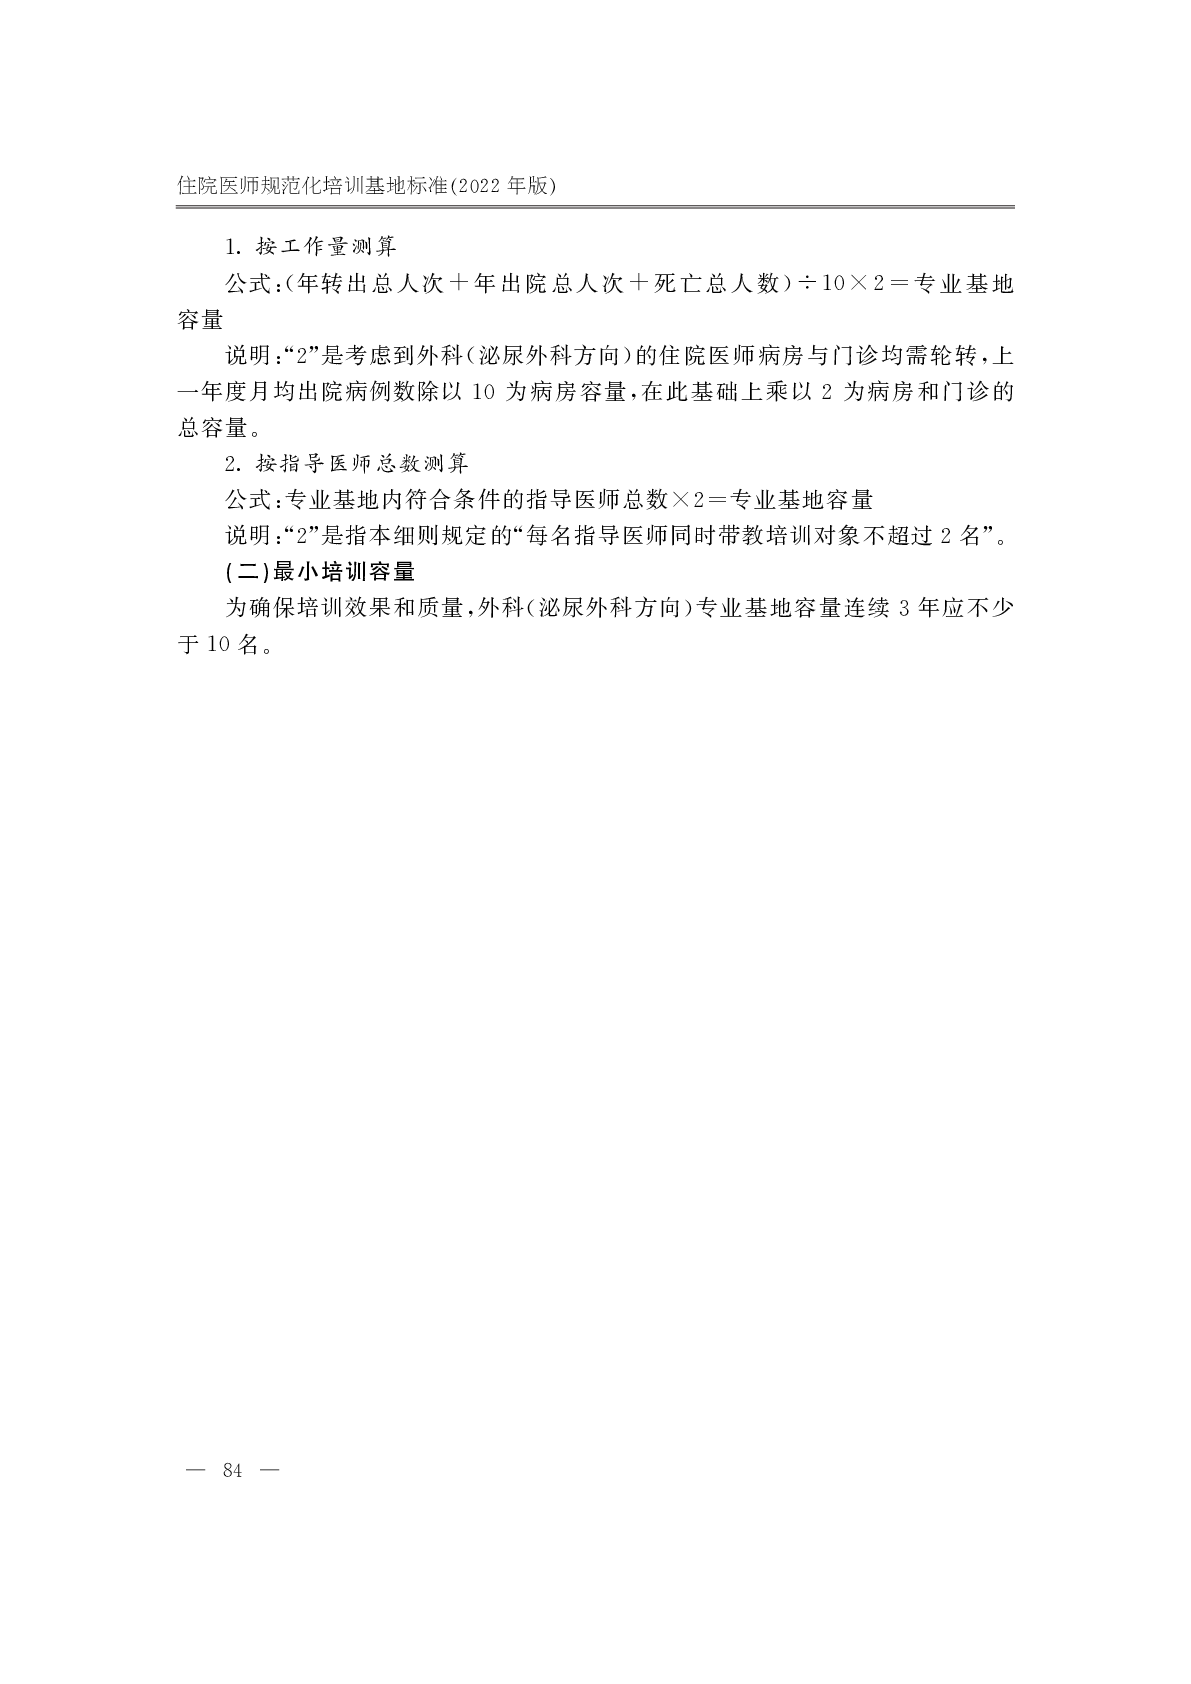 住院医师规范化培训基地标准(2022 年版)
1. 按工作量测算
公式:(年转出总人次＋年出院总人次＋死亡总人数)÷10×2＝专业基地
容量
说明:“2”是考虑到外科(泌尿外科方向)的住院医师病房与门诊均需轮转,上
一年度月均出院病例数除以 10 为病房容量,在此基础上乘以 2 为病房和门诊的
总容量。
2. 按指导医师总数测算
公式:专业基地内符合条件的指导医师总数×2＝专业基地容量
说明:“2”是指本细则规定的“每名指导医师同时带教培训对象不超过 2 名”。
(二)最小培训容量
为确保培训效果和质量,外科(泌尿外科方向)专业基地容量连续 3 年应不少
于 10 名。
— 84 —